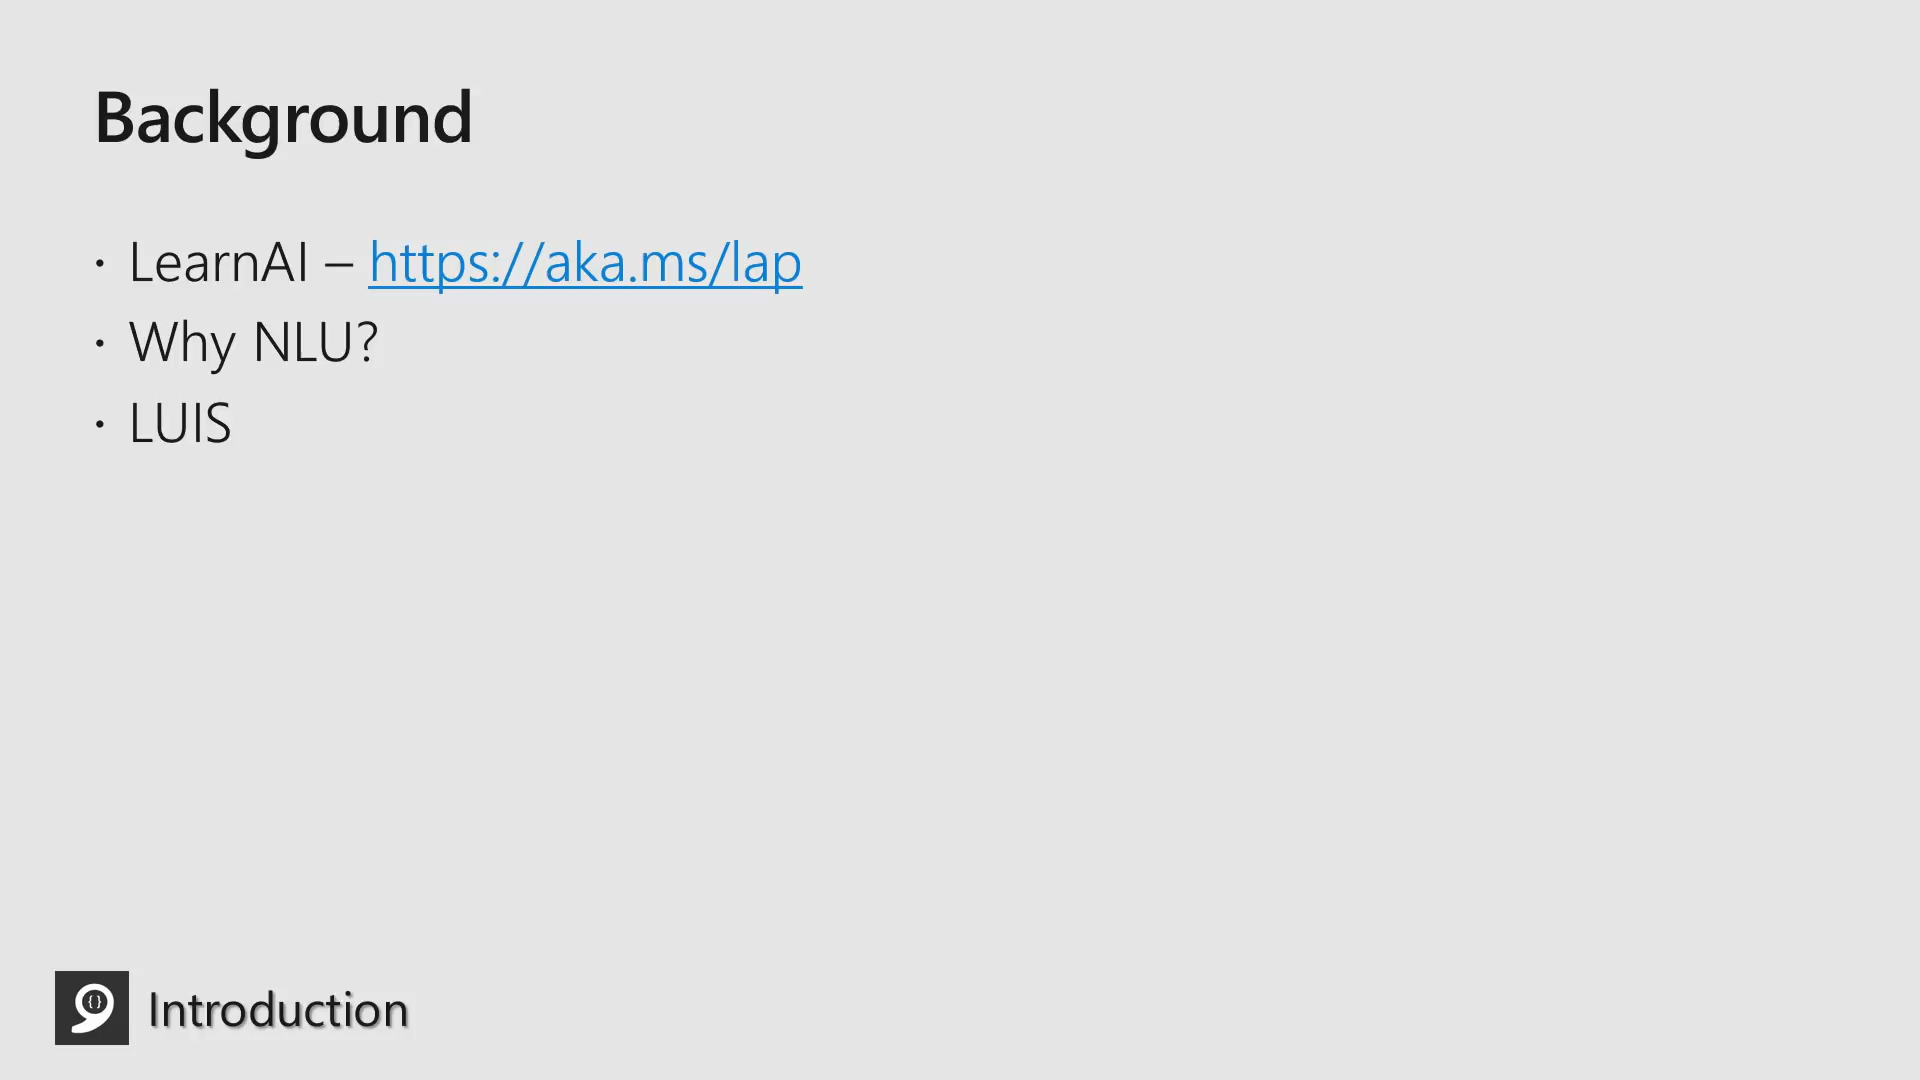 Background
· LearnAI – https://aka.ms/lap
· Why NLU?
· LUIS
{ }
Introduction